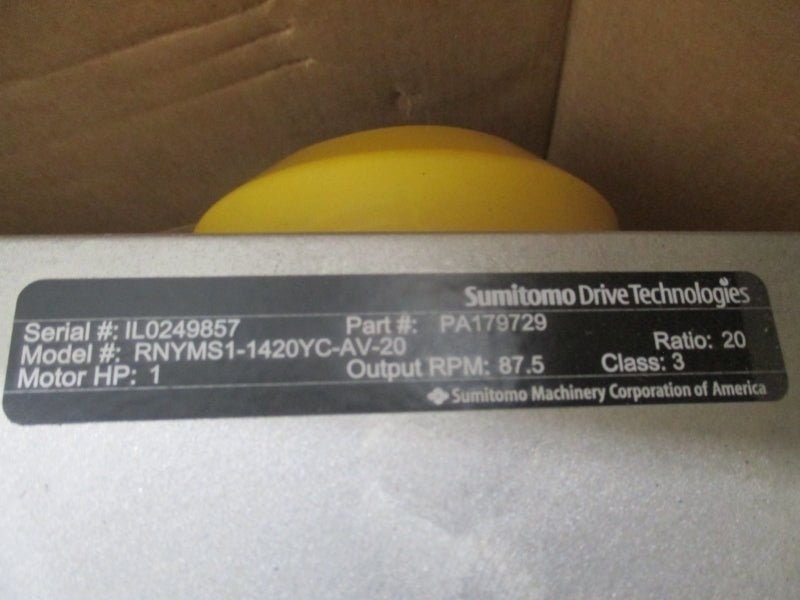 Sumitomo Drive Technologies
Serial #: IL0249857 Part #: PA179729
Model #: RNYMS1-1420YC-AV-20 Ratio: 20
Motor HP: 1 Output RPM: 87.5 Class: 3
Sumitomo Machinery Corporation of America